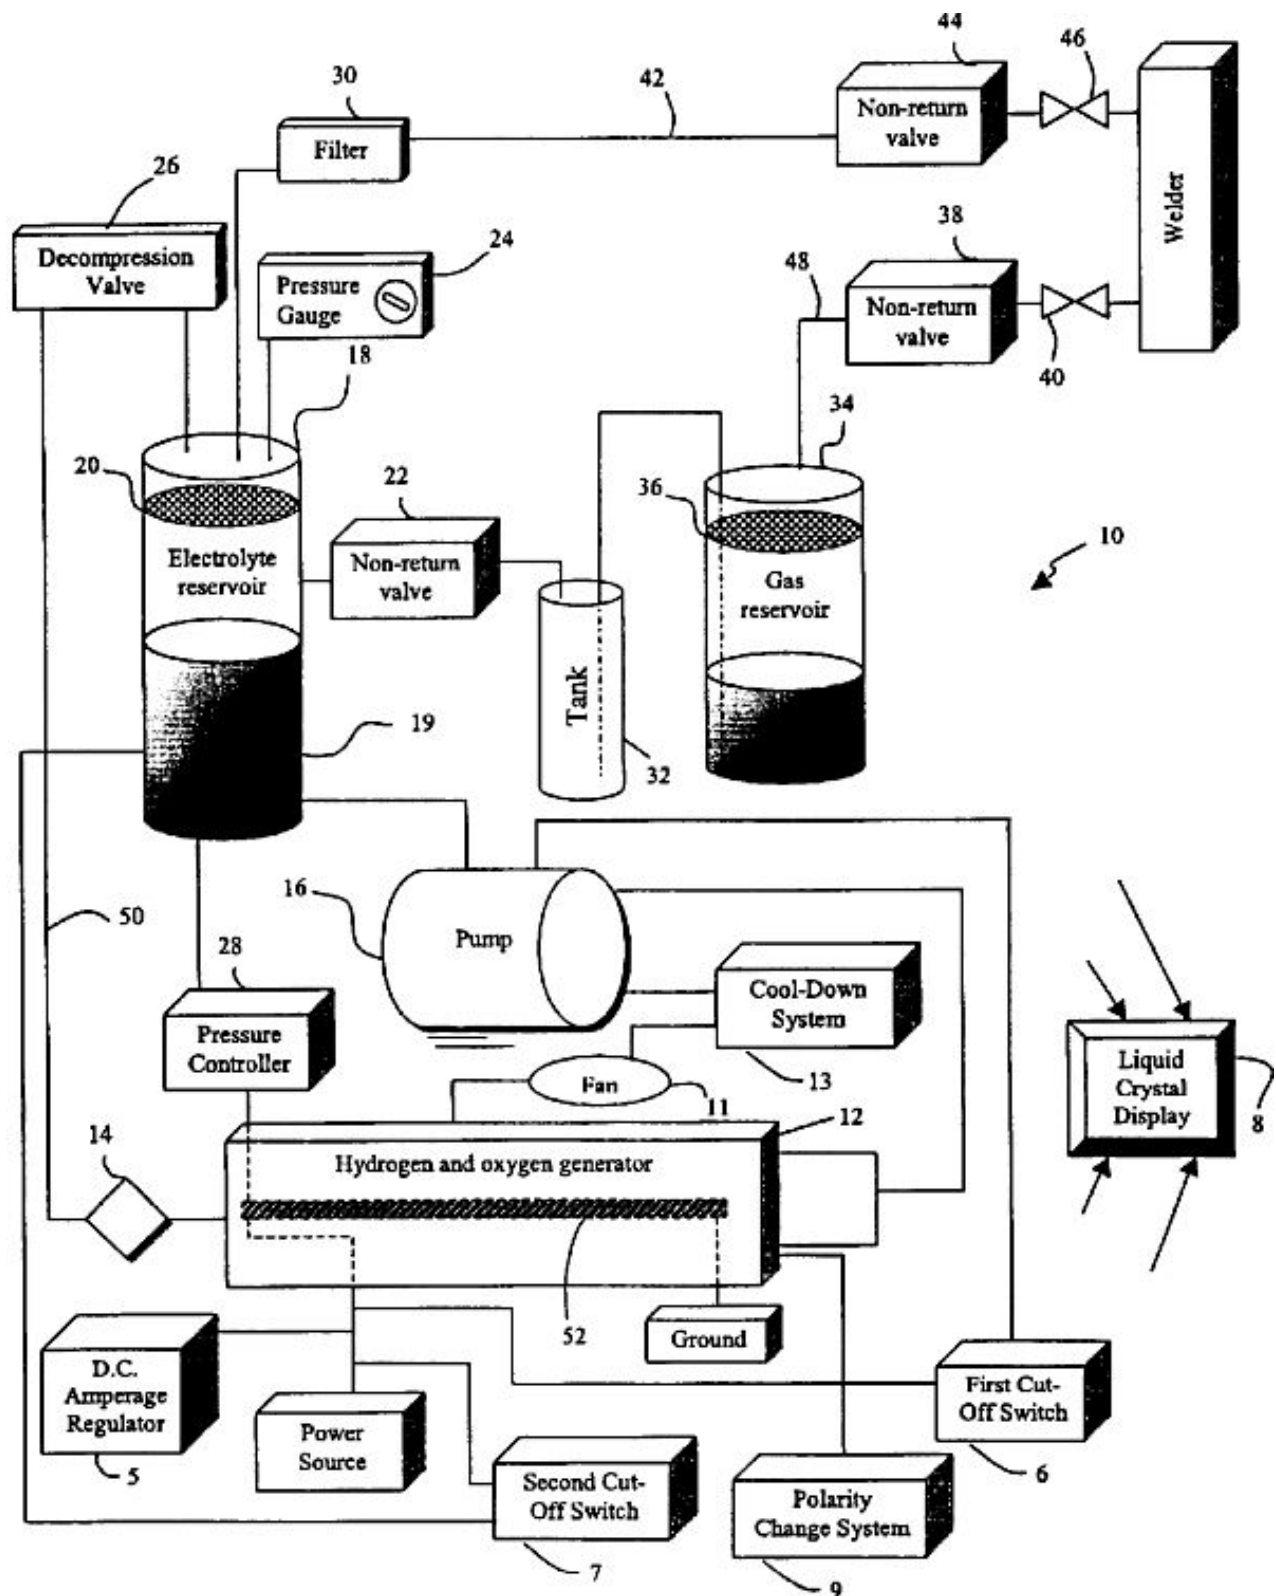 44
46
30
42
Non-return
valve
Filter
26
Welder
24
38
Decompression
Valve
48
Pressure
Gauge
Non-return
valve
18
40
34
20
22
36
10
Electrolyte
reservoir
Non-return
valve
Gas
reservoir
Tank
19
32
16
50
Pump
28
Cool-Down
System
Pressure
Controller
Liquid
Crystal
Display
Fan
13
11
12
8
14
Hydrogen and oxygen generator
52
Ground
D.C.
Amperage
Regulator
First Cut-
Off Switch
Power
Source
5
6
Second Cut-
Off Switch
Polarity
Change System
7
9